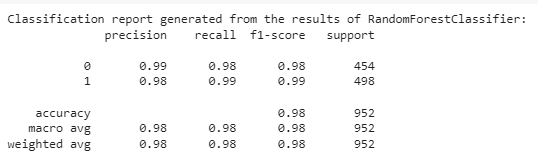 Classification report generated from the results of RandomForestClassifier:
precision recall f1-score support
0 0.99 0.98 0.98 454
1 0.98 0.99 0.99 498
accuracy 0.98 952
macro avg 0.98 0.98 0.98 952
weighted avg 0.98 0.98 0.98 952